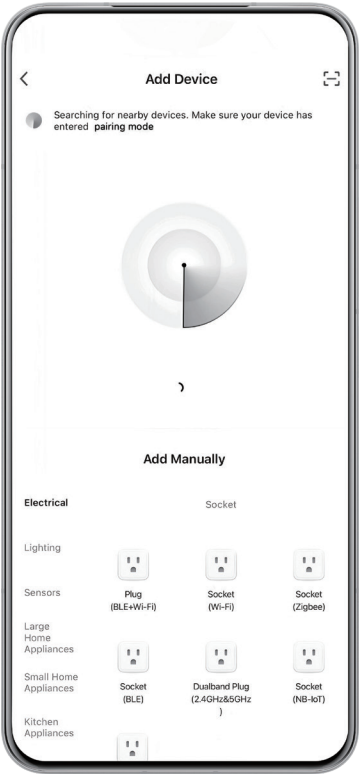 Add Device
Searching for nearby devices. Make sure your device has
entered pairing mode
Add Manually
Electrical
Socket
Lighting
Sensors
Large
Home
Appliances
Small Home
Appliances
Kitchen
Appliances
Plug
(BLE+Wi-Fi)
Socket
(Wi-Fi)
Socket
(Zigbee)
Socket
(BLE)
Dualband Plug
(2.4GHz&5GHz
)
Socket
(NB-IoT)